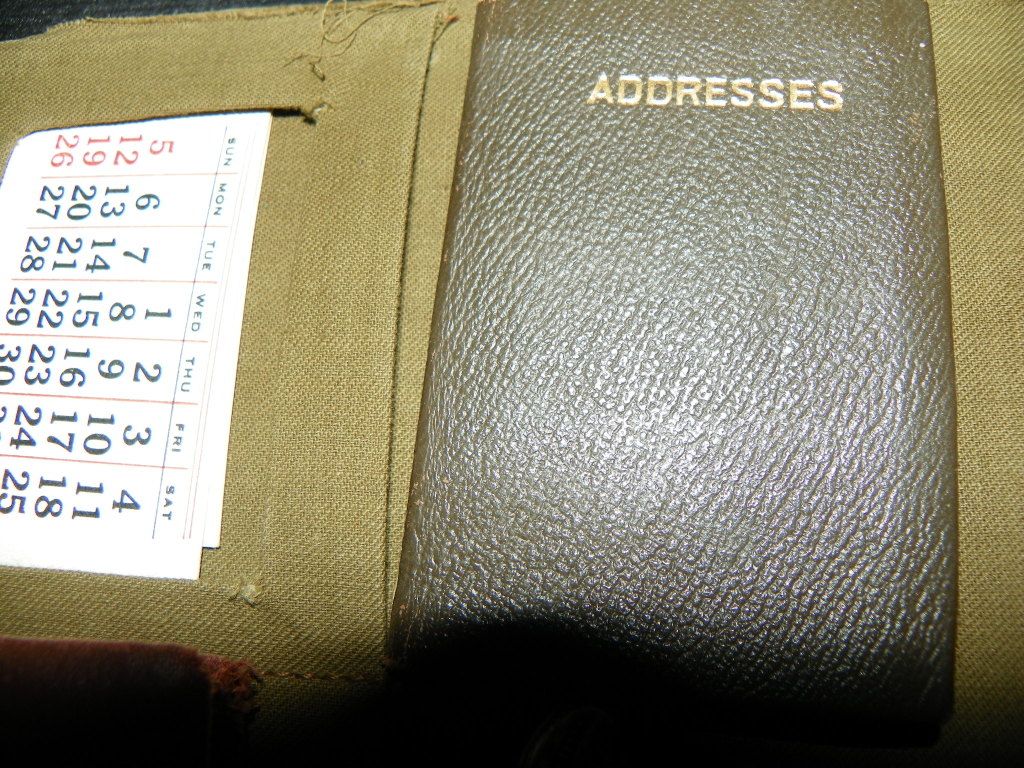 ADDRESSES
SUN MON TUE WED THU FRI SAT
1 2 3 4
5 6 7 8 9 10 11
12 13 14 15 16 17 18
19 20 21 22 23 24 25
26 27 28 29 30